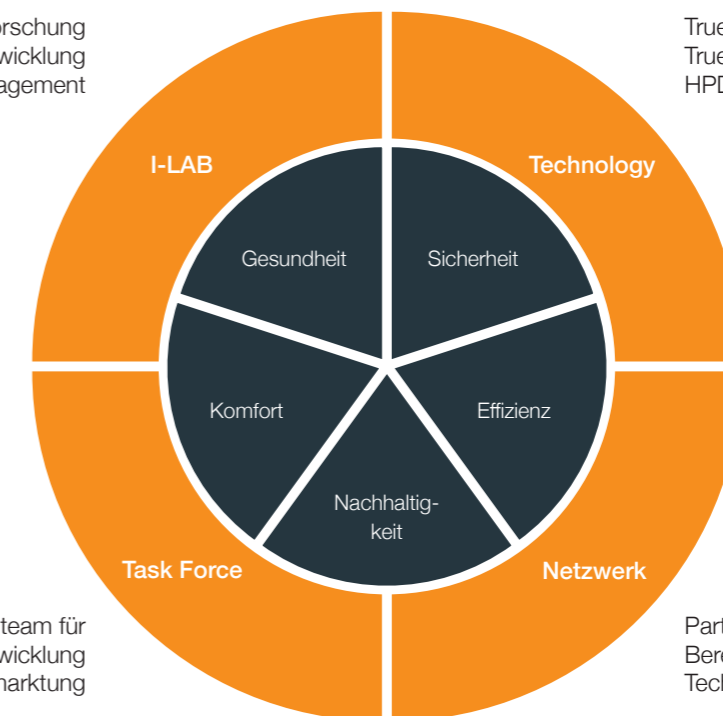 orschung
wicklung
agement
True
True
HPD
I-LAB
Technology
Gesundheit
Sicherheit
Komfort
Effizienz
Nachhaltig-
keit
Task Force
Netzwerk
team für
wicklung
narktung
Part
Bere
Tech